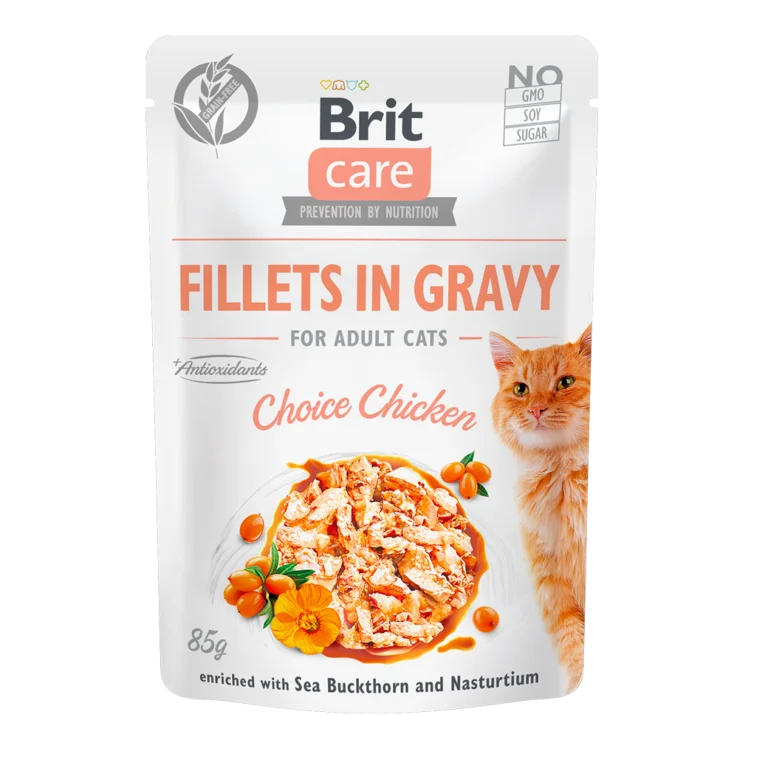 GRAIN-FREE
NO
GMO
SOY
SUGAR
Brit
care
PREVENTION BY NUTRITION
FILLETS IN GRAVY
FOR ADULT CATS
+Antioxidants
Choice Chicken
85g
enriched with Sea Buckthorn and Nasturtium